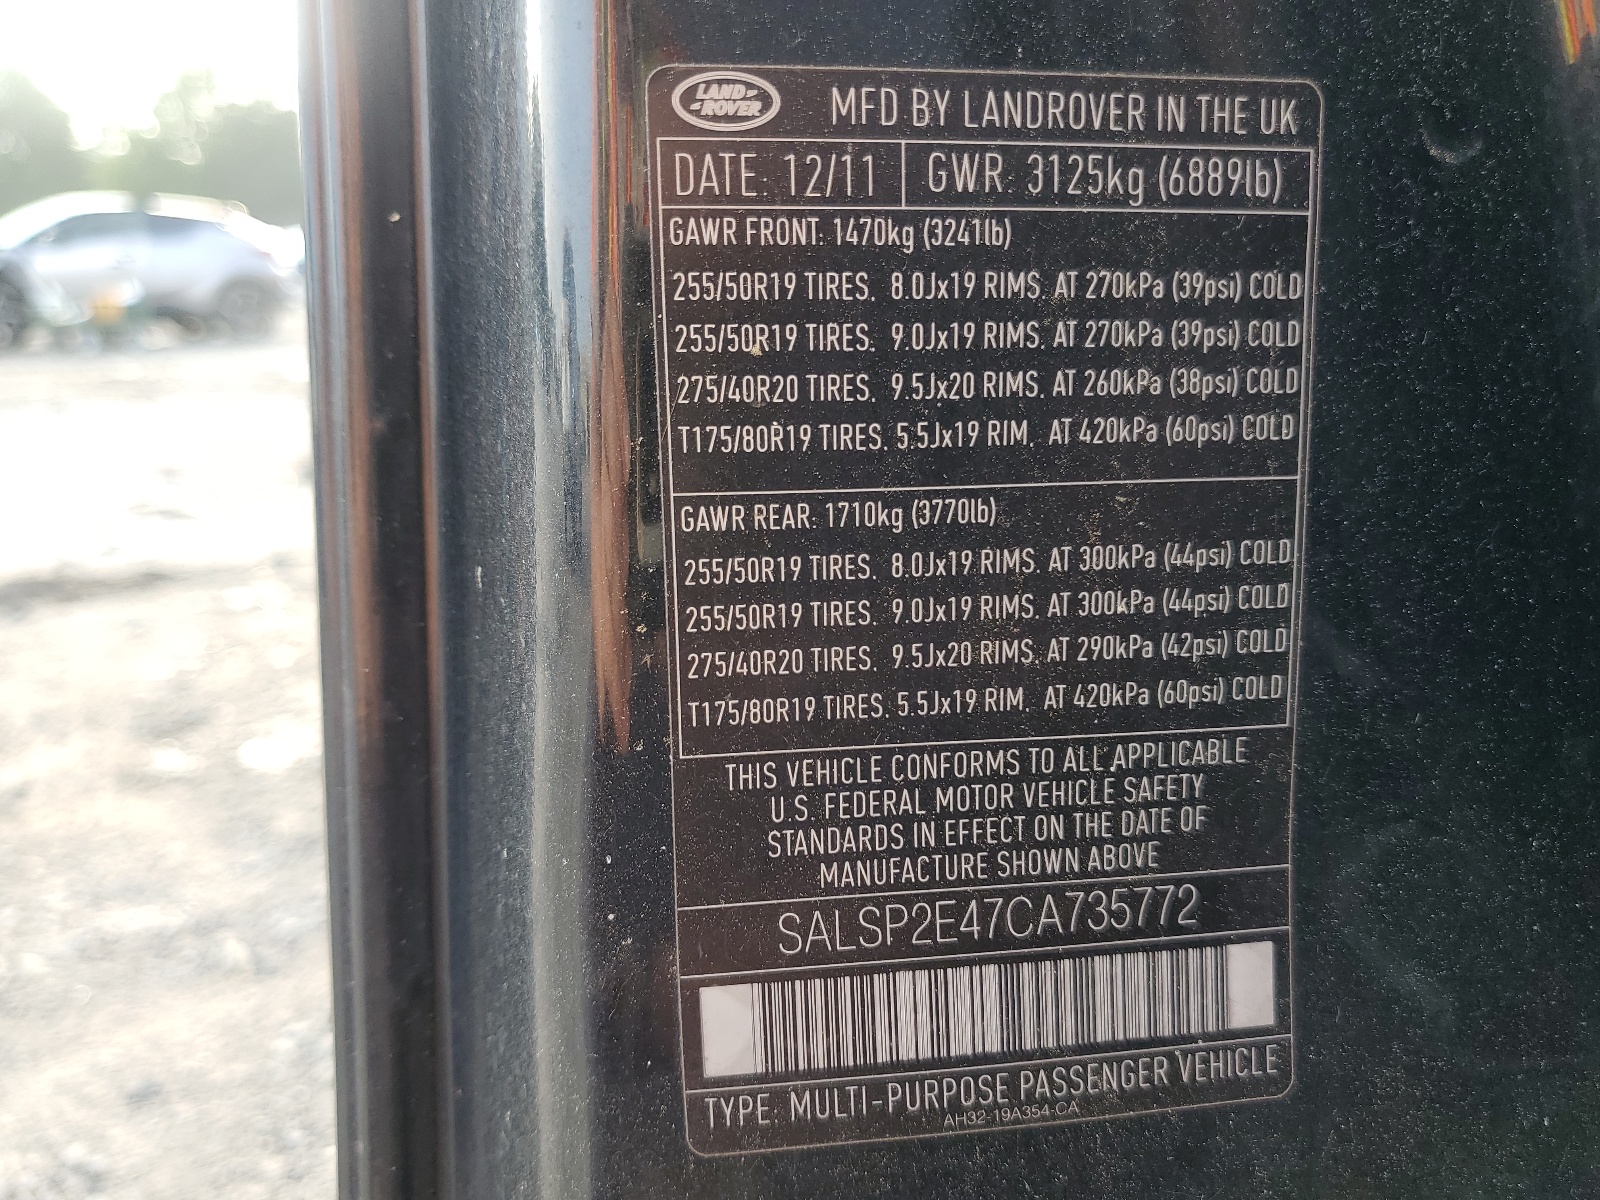 LAND ROVER
MFD BY LANDROVER IN THE UK
DATE: 12/11 GWR: 3125kg (6889lb)
GAWR FRONT: 1470kg (3241lb)
255/50R19 TIRES. 8.0Jx19 RIMS. AT 270kPa (39psi) COLD
255/50R19 TIRES. 9.0Jx19 RIMS. AT 270kPa (39psi) COLD
275/40R20 TIRES. 9.5Jx20 RIMS. AT 260kPa (38psi) COLD
T175/80R19 TIRES. 5.5Jx19 RIM. AT 420kPa (60psi) COLD
GAWR REAR: 1710kg (3770lb)
255/50R19 TIRES. 8.0Jx19 RIMS. AT 300kPa (44psi) COLD
255/50R19 TIRES. 9.0Jx19 RIMS. AT 300kPa (44psi) COLD
275/40R20 TIRES. 9.5Jx20 RIMS. AT 290kPa (42psi) COLD
T175/80R19 TIRES. 5.5Jx19 RIM. AT 420kPa (60psi) COLD
THIS VEHICLE CONFORMS TO ALL APPLICABLE
U.S. FEDERAL MOTOR VEHICLE SAFETY
STANDARDS IN EFFECT ON THE DATE OF
MANUFACTURE SHOWN ABOVE
SALSP2E47CA735772
TYPE: MULTI-PURPOSE PASSENGER VEHICLE
AH32-19A354-CA